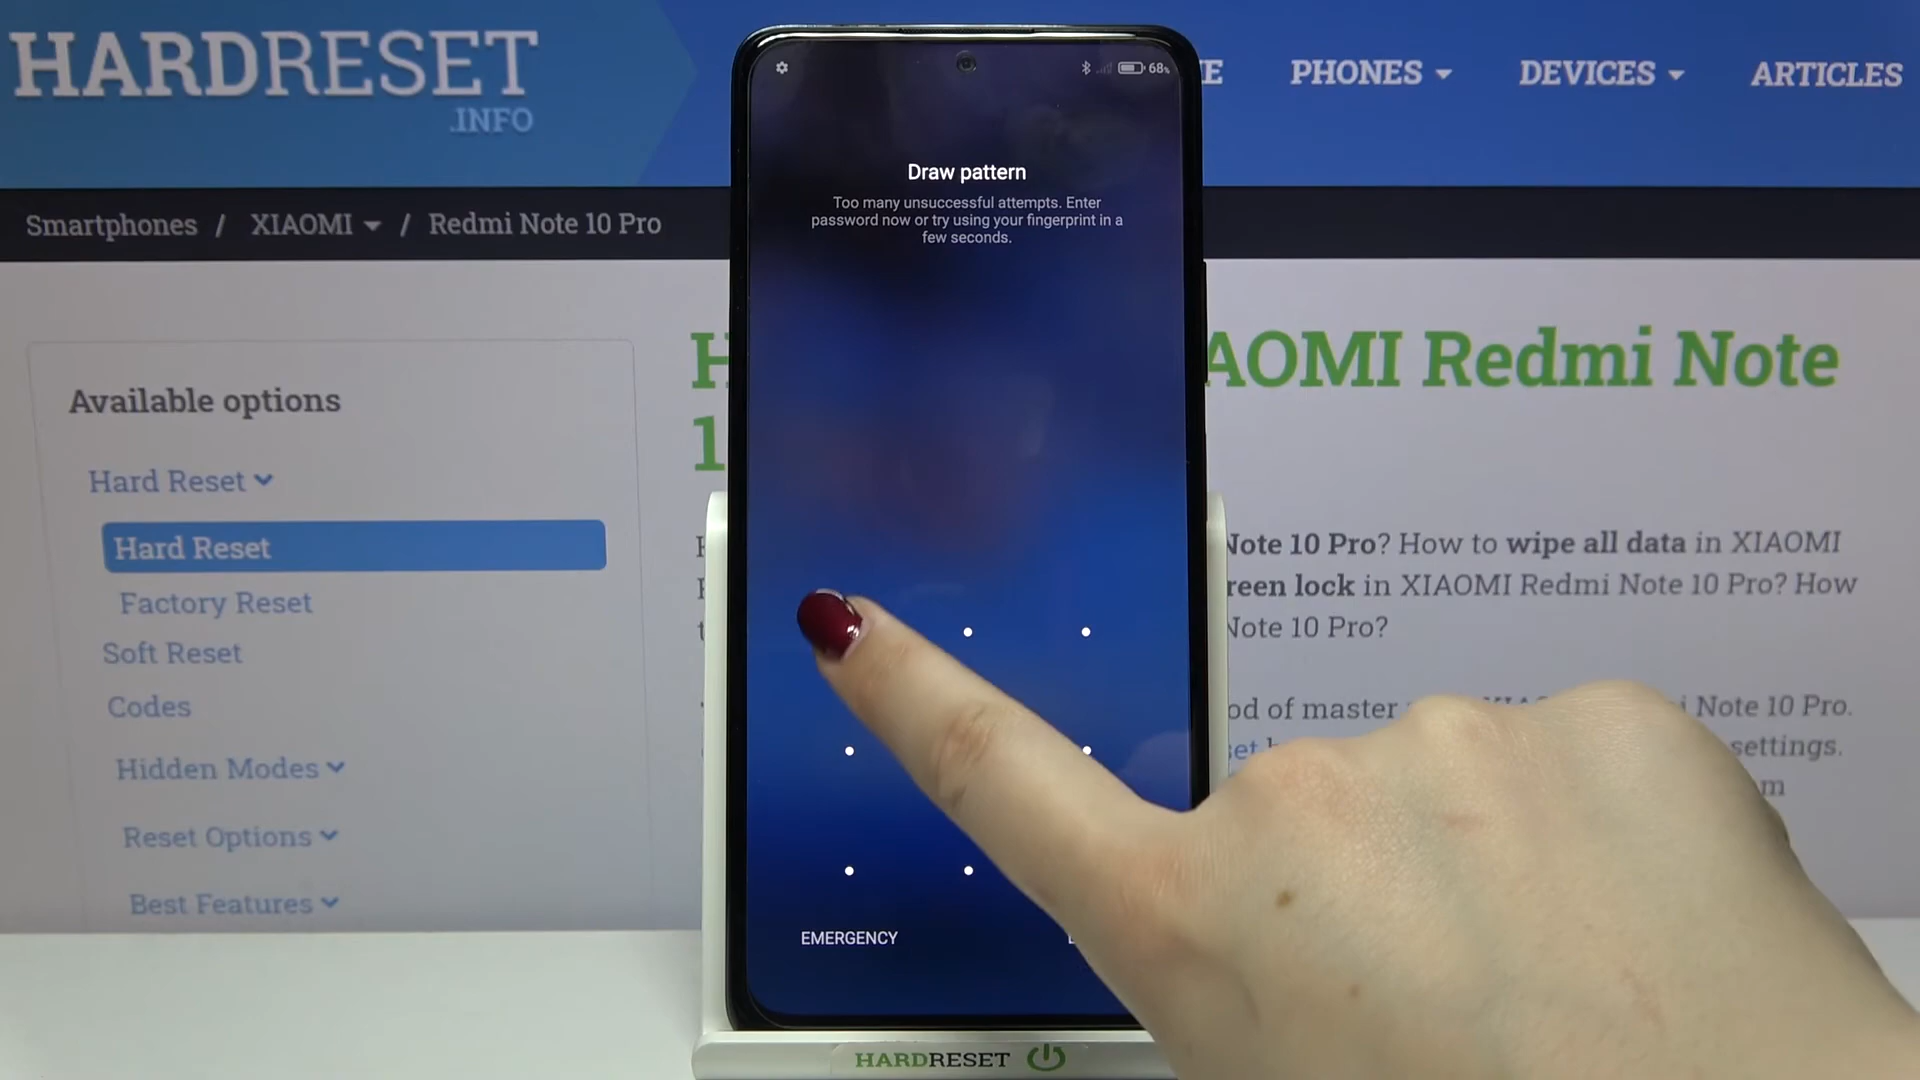 HARDRESET
.INFO
PHONES
DEVICES
ARTICLES
Smartphones / XIAOMI / Redmi Note 10 Pro
68%
Draw pattern
Too many unsuccessful attempts. Enter
password now or try using your fingerprint in a
few seconds.
EMERGENCY
Available options
Hard Reset
Hard Reset
Factory Reset
Soft Reset
Codes
Hidden Modes
Reset Options
Best Features
AOMI Redmi Note
1
Note 10 Pro? How to wipe all data in XIAOMI
reen lock in XIAOMI Redmi Note 10 Pro? How
Note 10 Pro?
od of master
Note 10 Pro.
settings.
HARDRESET